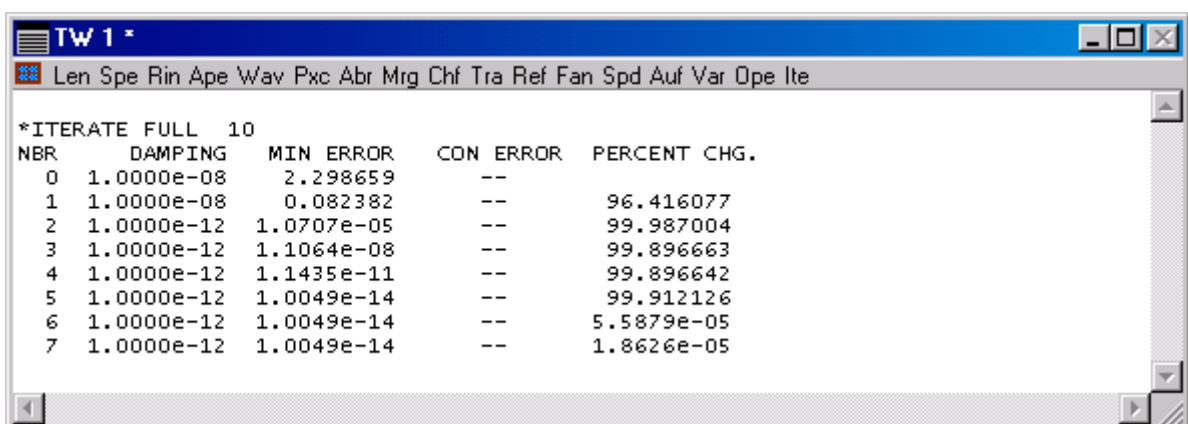 TW 1 *
Len Spe Rin Ape Wav Pxc Abr Mrg Chf Tra Ref Fan Spd Auf Var Ope Ite
*ITERATE FULL 10
NBR DAMPING MIN ERROR CON ERROR PERCENT CHG.
0 1.0000e-08 2.298659 --
1 1.0000e-08 0.082382 -- 96.416077
2 1.0000e-12 1.0707e-05 -- 99.987004
3 1.0000e-12 1.1064e-08 -- 99.896663
4 1.0000e-12 1.1435e-11 -- 99.896642
5 1.0000e-12 1.0049e-14 -- 99.912126
6 1.0000e-12 1.0049e-14 -- 5.5879e-05
7 1.0000e-12 1.0049e-14 -- 1.8626e-05